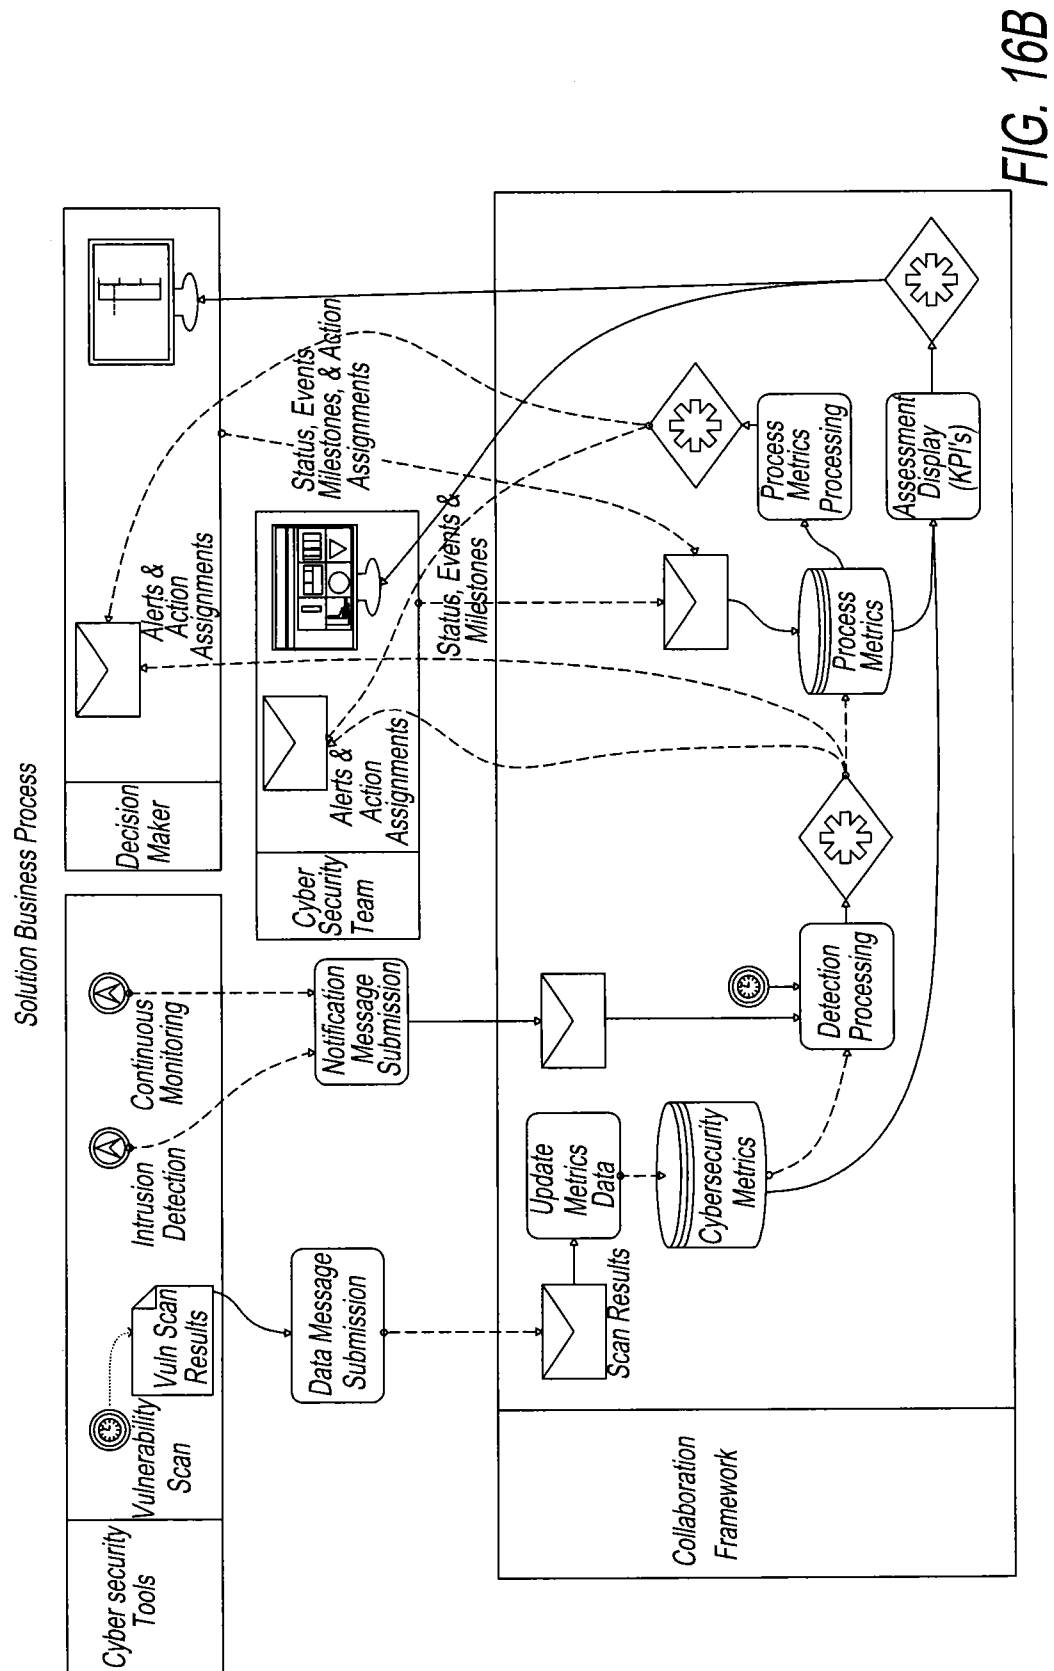 Solution Business Process
Cyber security
Tools
Vulnerability
Scan
Vuln Scan
Results
Intrusion
Detection
Continuous
Monitoring
Decision
Maker
Alerts &
Action
Assignments
Data Message
Submission
Notification
Message
Submission
Cyber
Security
Team
Alerts &
Action
Assignments
Status, Events
Milestones, & Action
Assignments
Status, Events &
Milestones
Collaboration
Framework
Scan Results
Update
Metrics
Data
Cybersecurity
Metrics
Detection
Processing
Process
Metrics
Process
Metrics
Processing
Assessment
Display
(KPI's)
FIG. 16B